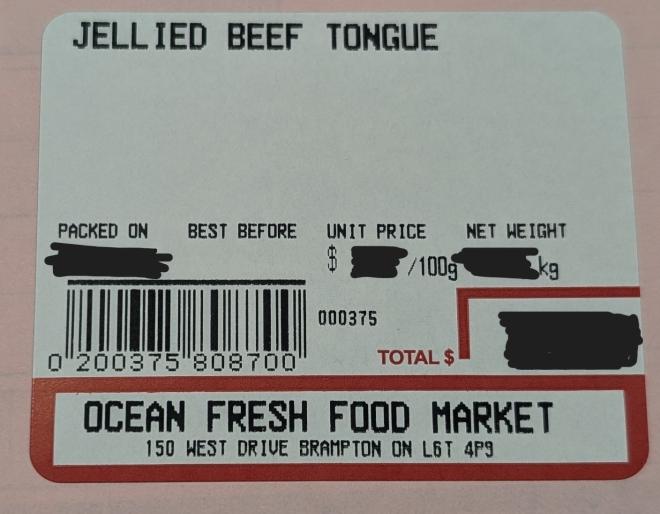 JELLIED BEEF TONGUE
PACKED ON BEST BEFORE UNIT PRICE NET WEIGHT
$ /100g kg
000375
0 200375 808700
TOTAL $
OCEAN FRESH FOOD MARKET
150 WEST DRIVE BRAMPTON ON L6T 4P9